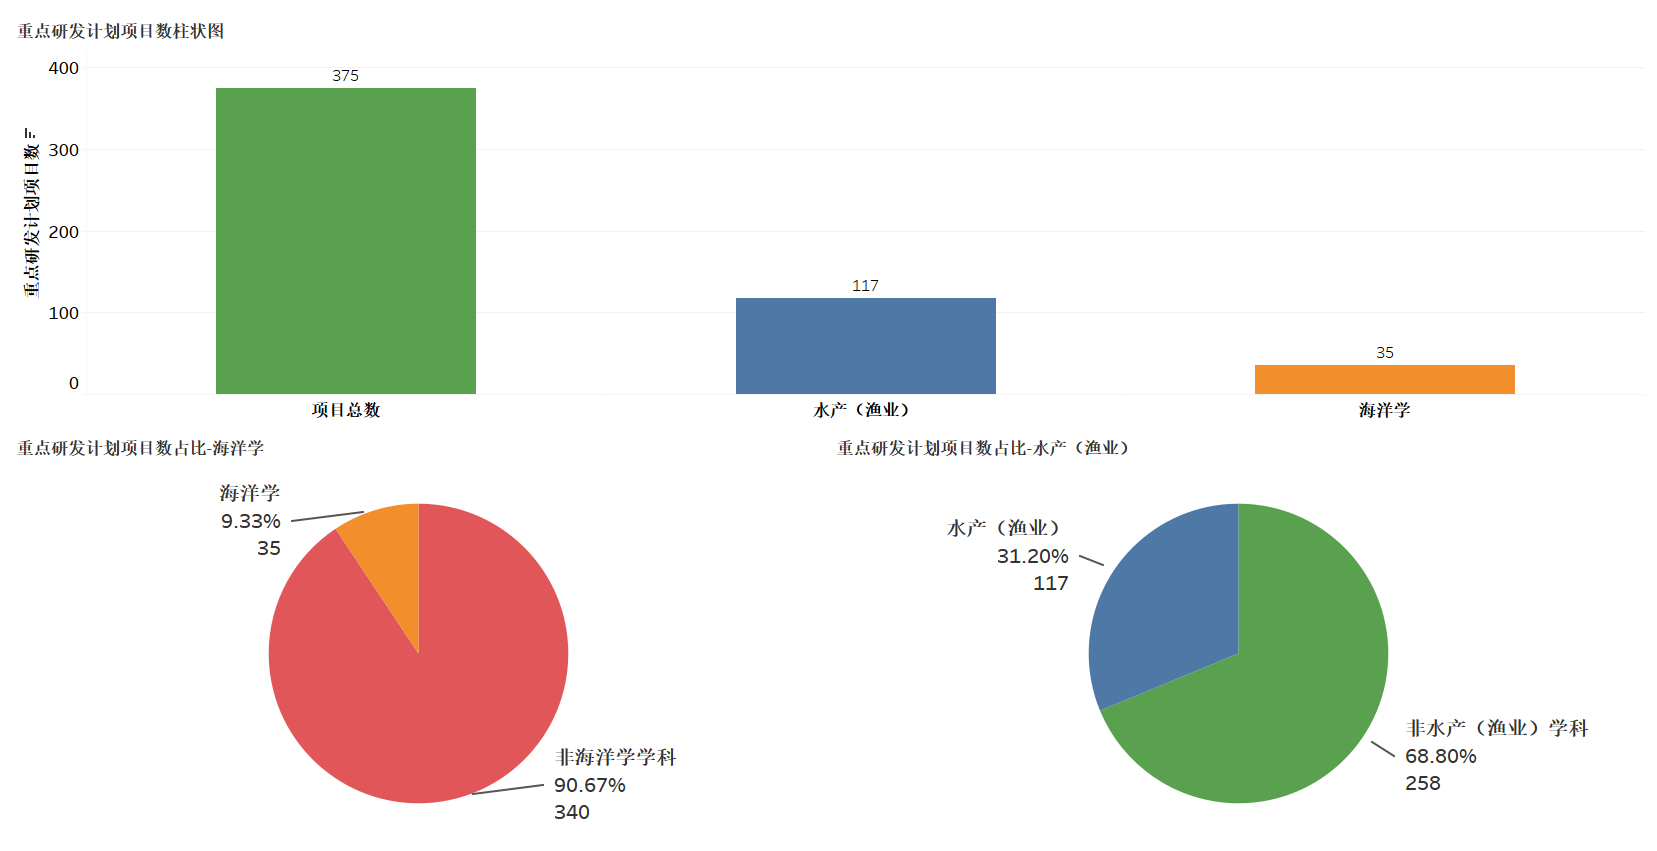 重点研发计划项目数柱状图
400
300
200
100
0
重点研发计划项目数
375
117
35
项目总数
水产（渔业）
海洋学
重点研发计划项目数占比-海洋学
海洋学
9.33%
35
非海洋学学科
90.67%
340
重点研发计划项目数占比-水产（渔业）
水产（渔业）
31.20%
117
非水产（渔业）学科
68.80%
258